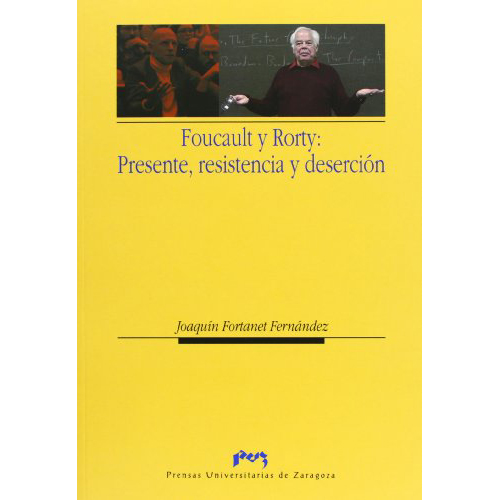 Foucault y Rorty:
Presente, resistencia y deserción
Joaquín Fortanet Fernández
puz
Prensas Universitarias de Zaragoza